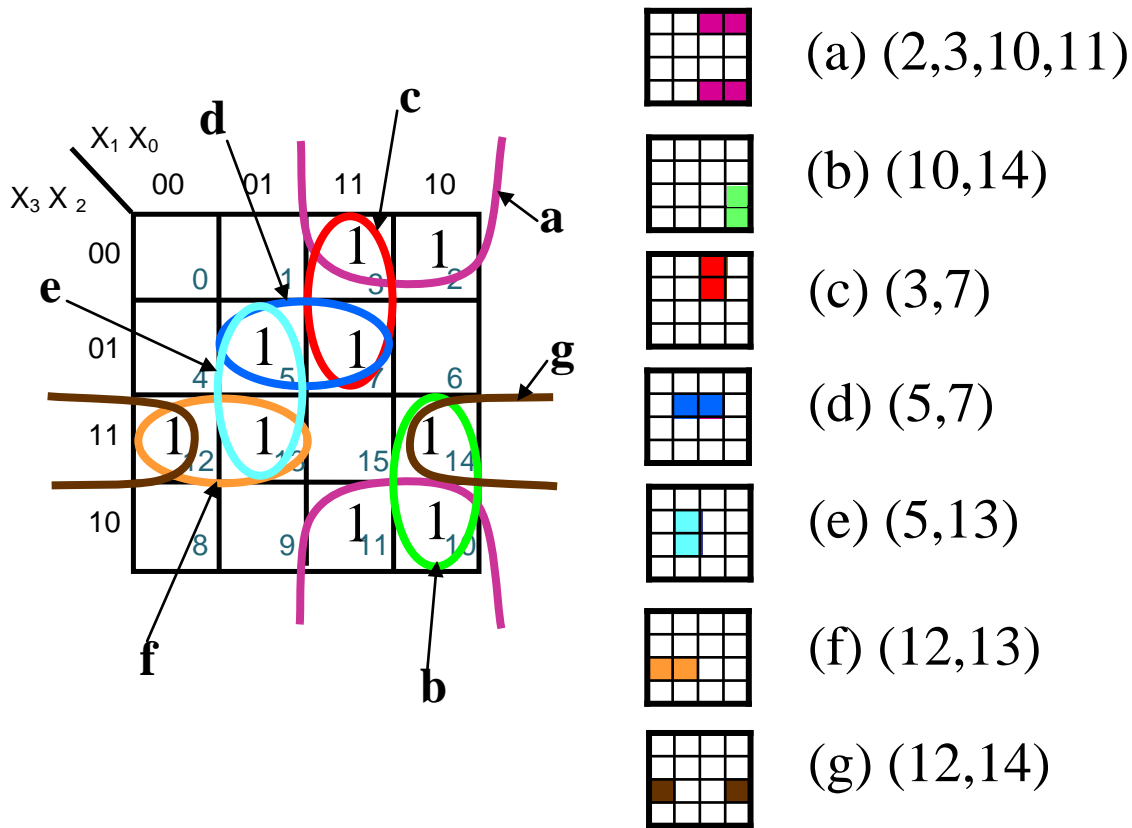 c
d
X1 X0
00 01 11 10
X3 X 2
a
1 1
00
0 1 3 2
e
1 1
01
4 5 7 6
g
1 1 1
11
12 13 15 14
1 1
10
8 9 11 10
f
b
(a) (2,3,10,11)
(b) (10,14)
(c) (3,7)
(d) (5,7)
(e) (5,13)
(f) (12,13)
(g) (12,14)